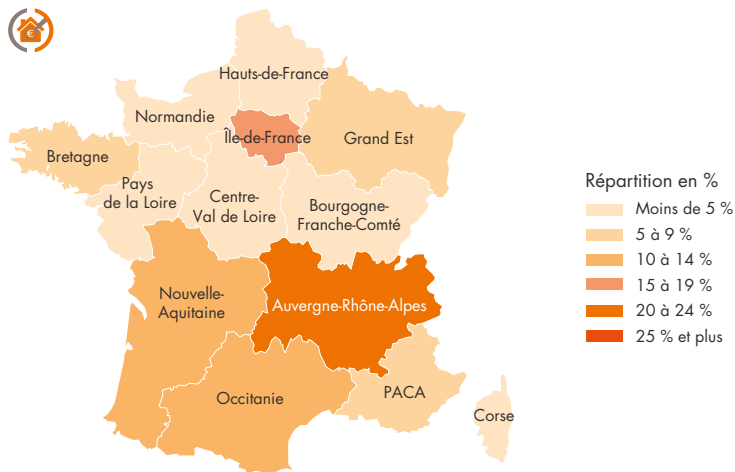 €
Hauts-de-France
Normandie
Île-de-France
Grand Est
Bretagne
Pays
de la Loire
Centre-
Val de Loire
Bourgogne-
Franche-Comté
Nouvelle-
Aquitaine
Auvergne-Rhône-Alpes
Occitanie
PACA
Corse
Répartition en %
Moins de 5 %
5 à 9 %
10 à 14 %
15 à 19 %
20 à 24 %
25 % et plus